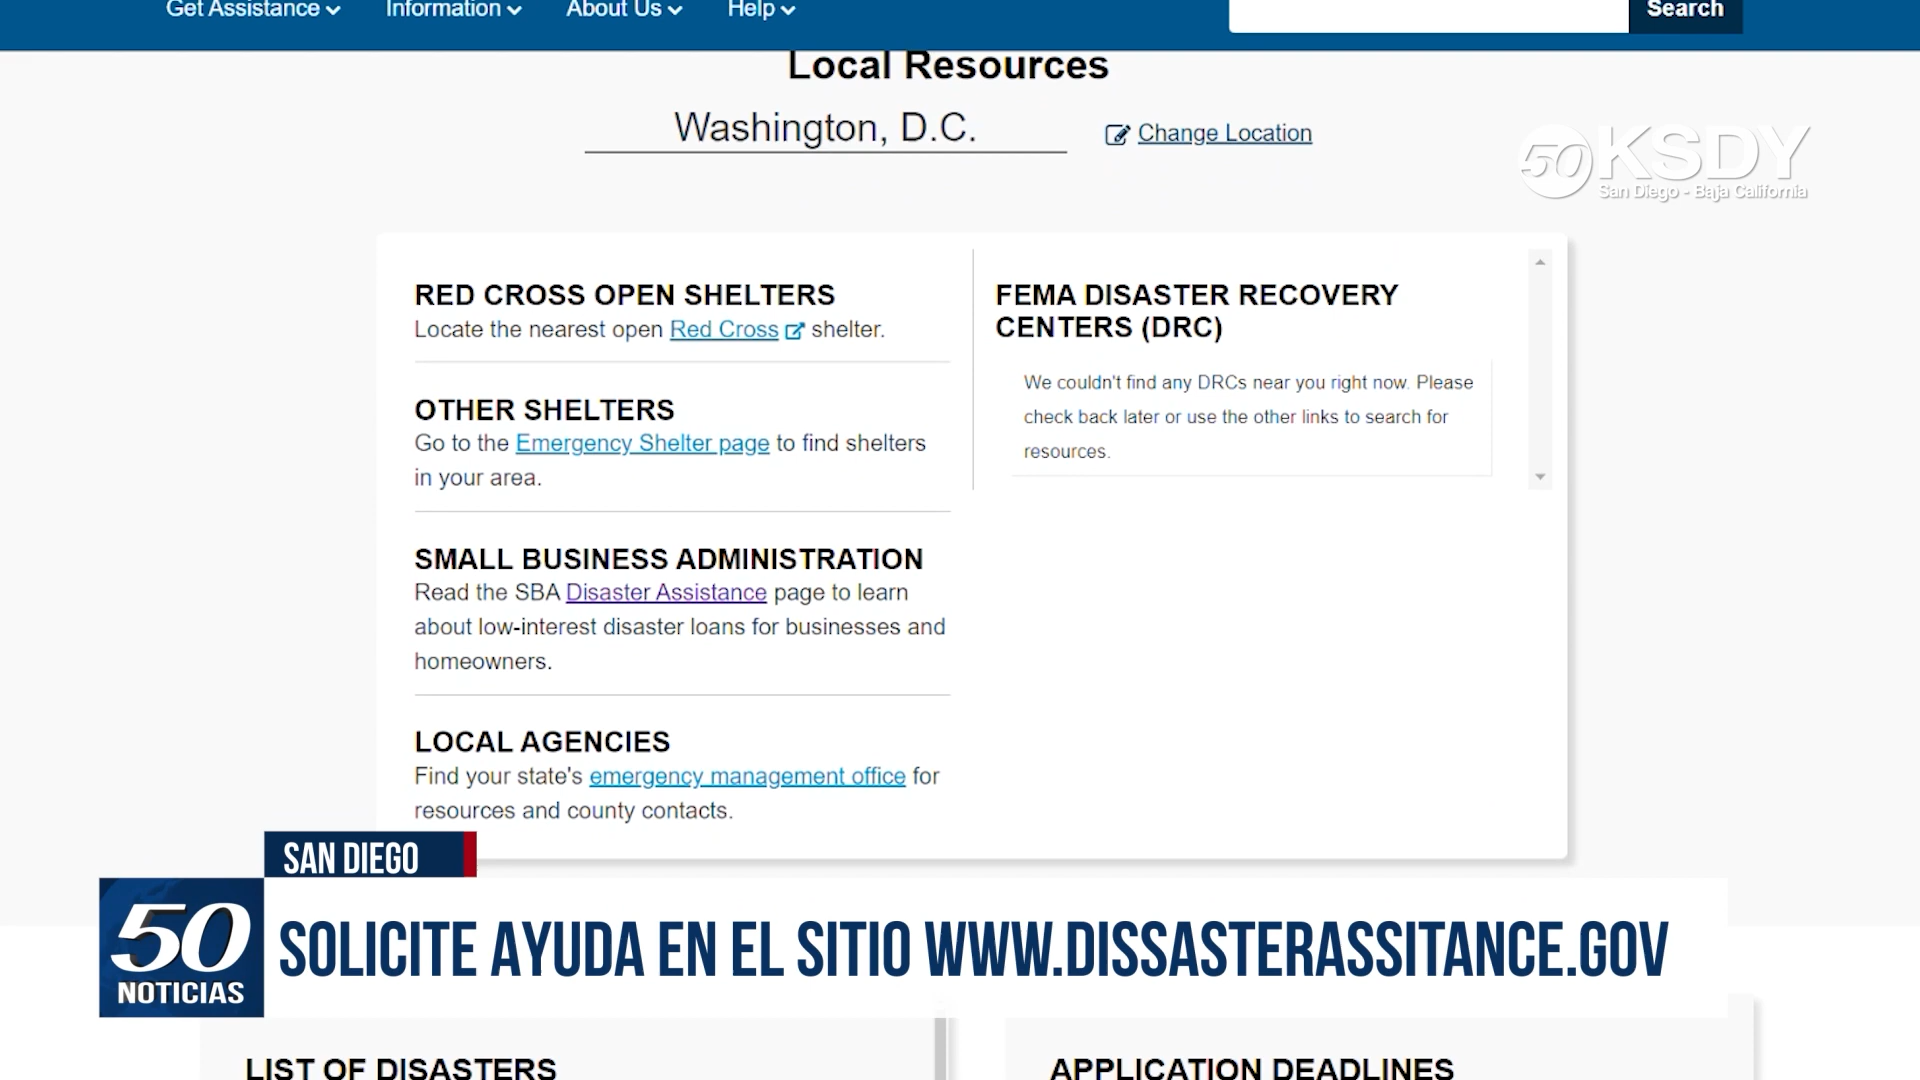 Get Assistance
Information
About Us
Help
Search
Local Resources
Washington, D.C.
Change Location
50 KSDY
San Diego - Baja California
RED CROSS OPEN SHELTERS
Locate the nearest open Red Cross shelter.
OTHER SHELTERS
Go to the Emergency Shelter page to find shelters
in your area.
SMALL BUSINESS ADMINISTRATION
Read the SBA Disaster Assistance page to learn
about low-interest disaster loans for businesses and
homeowners.
LOCAL AGENCIES
Find your state's emergency management office for
resources and county contacts.
FEMA DISASTER RECOVERY
CENTERS (DRC)
We couldn't find any DRCs near you right now. Please
check back later or use the other links to search for
resources.
SAN DIEGO
50
NOTICIAS
SOLICITE AYUDA EN EL SITIO WWW.DISSASTERASSITANCE.GOV
LIST OF DISASTERS
APPLICATION DEADLINES